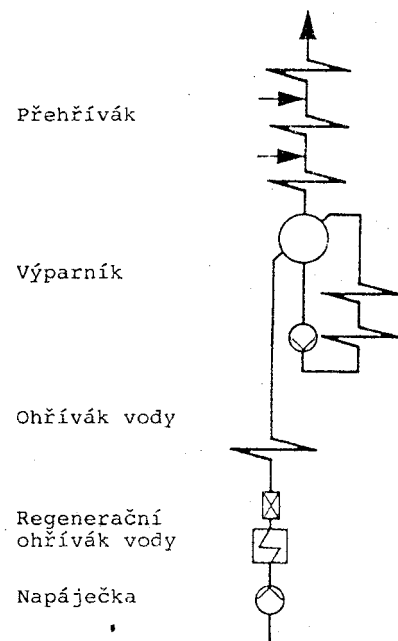 Přehřívák
Výparník
Ohřívák vody
Regenerační
ohřívák vody
Napáječka